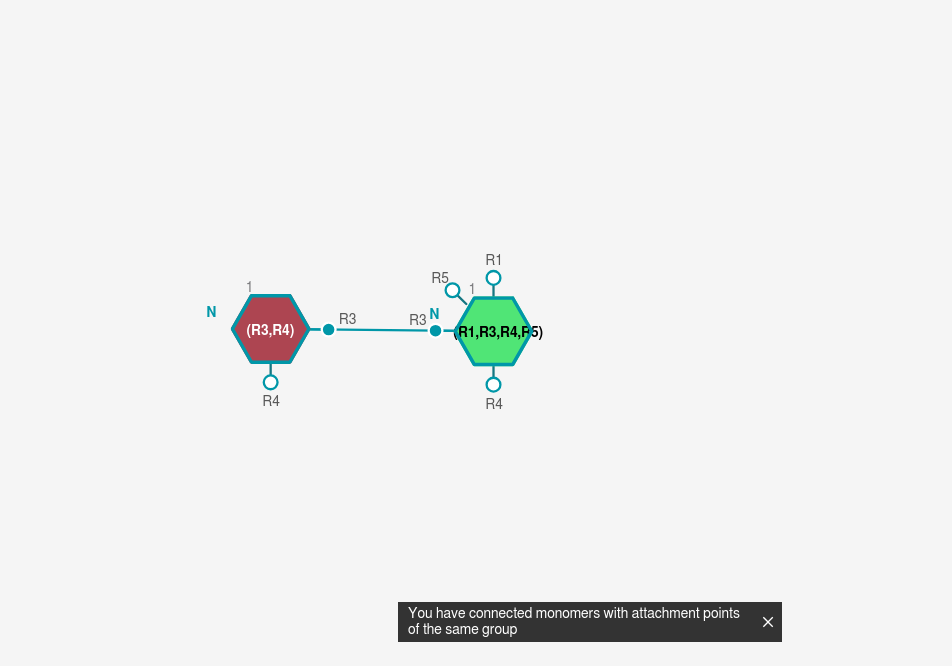 R1
R5
1
1
N
N
R3
R3
(R3,R4)
(R1,R3,R4,R5)
R4
R4
You have connected monomers with attachment points
of the same group